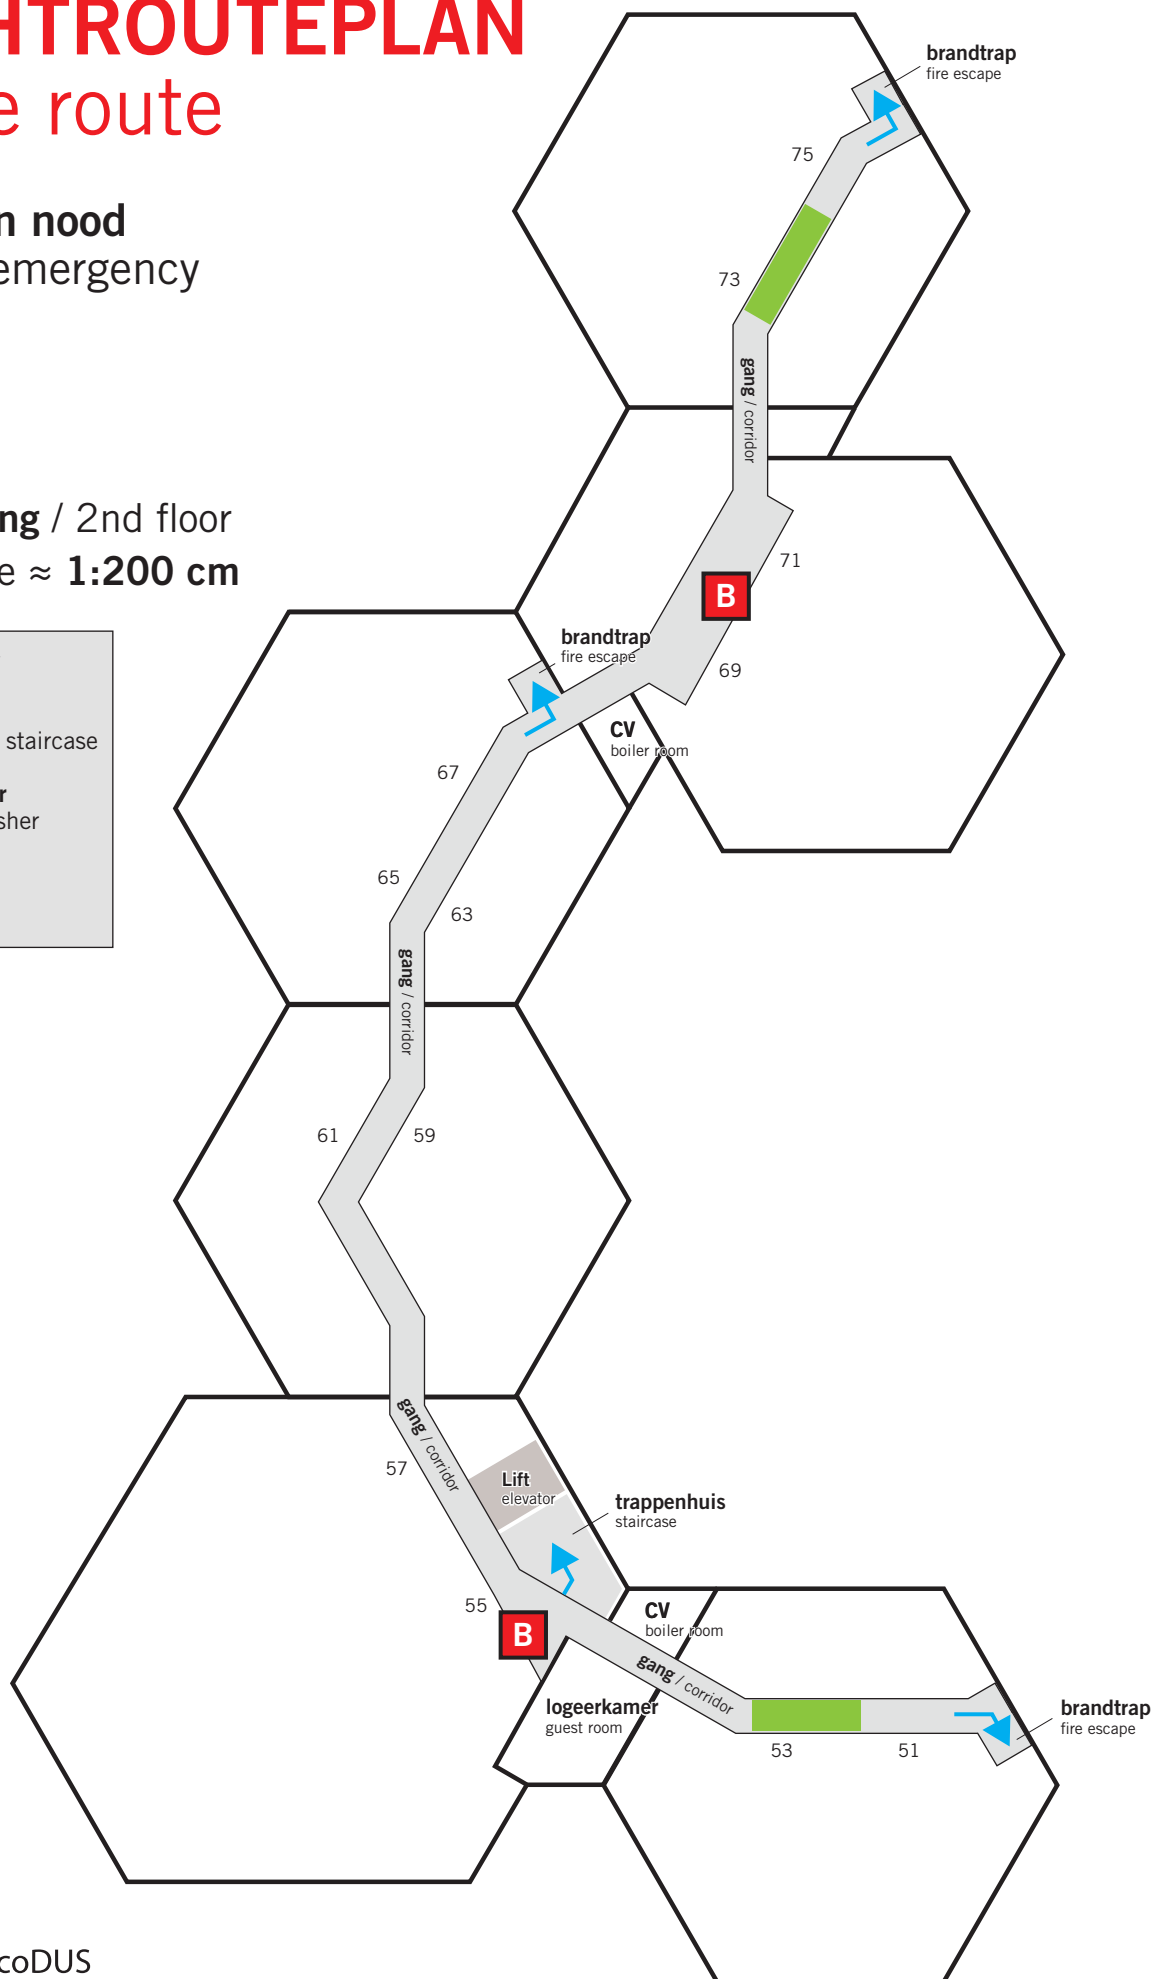 HTROUTEPLAN
e route
n nood
emergency
ng / 2nd floor
e ≈ 1:200 cm
staircase
r
sher
brandtrap
fire escape
75
73
gang / corridor
71
B
69
brandtrap
fire escape
CV
boiler room
67
65
63
gang / corridor
61
59
gang / corridor
57
Lift
elevator
trappenhuis
staircase
55
B
CV
boiler room
gang / corridor
logeerkamer
guest room
53
51
brandtrap
fire escape
coDUS